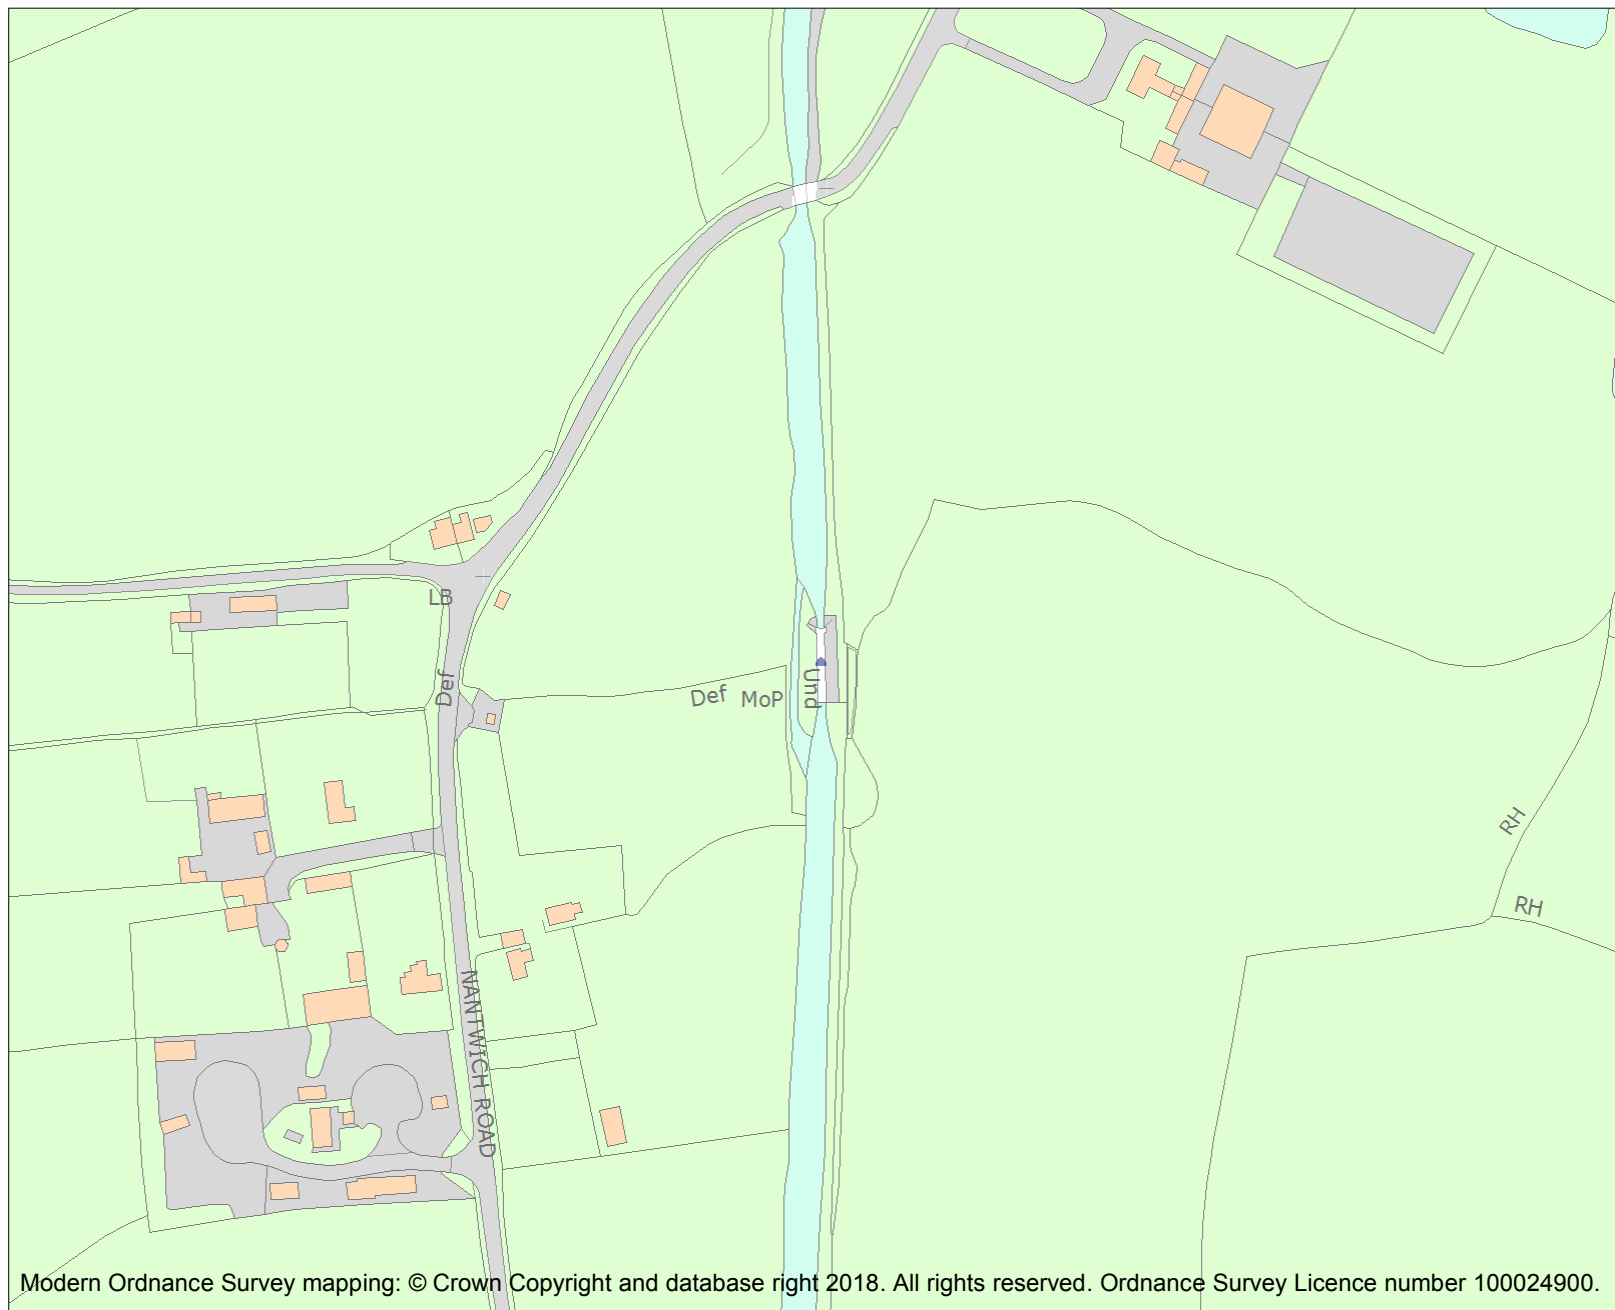 LB
Def
Def
MoP
Und
RH
RH
NANTWICH ROAD
Modern Ordnance Survey mapping: © Crown Copyright and database right 2018. All rights reserved. Ordnance Survey Licence number 100024900.